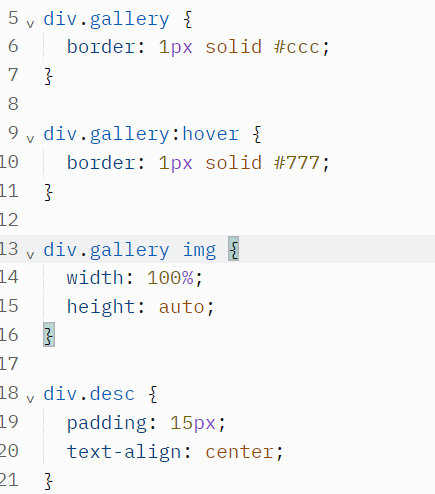 5 div.gallery {
6 border: 1px solid #ccc;
7 }
8
9 div.gallery:hover {
10 border: 1px solid #777;
11 }
12
13 div.gallery img {
14 width: 100%;
15 height: auto;
16 }
17
18 div.desc {
19 padding: 15px;
20 text-align: center;
21 }